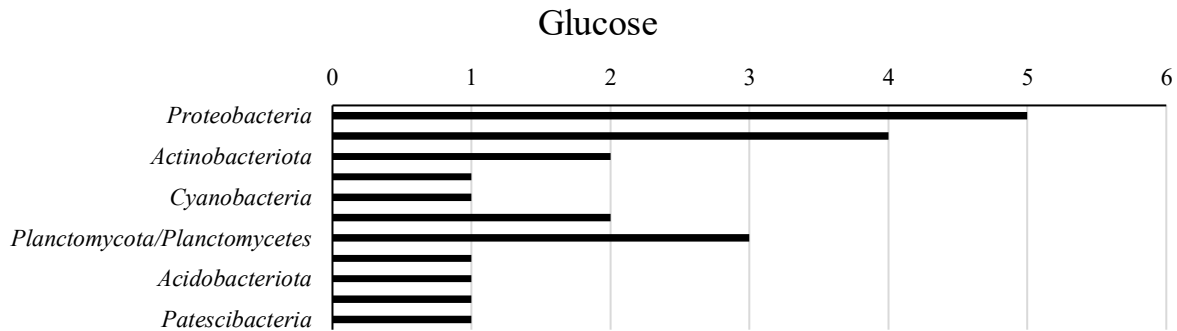 Glucose
0 1 2 3 4 5 6
Proteobacteria
Actinobacteriota
Cyanobacteria
Planctomycota/Planctomycetes
Acidobacteriota
Patescibacteria